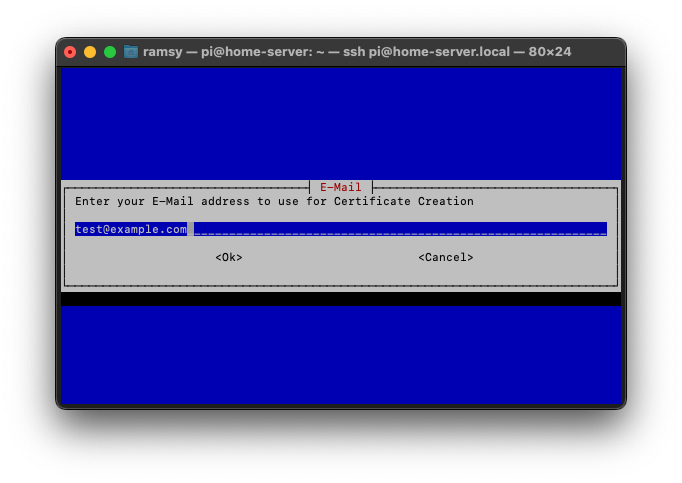 ramsy — pi@home-server: ~ — ssh pi@home-server.local — 80×24
E-Mail
Enter your E-Mail address to use for Certificate Creation
test@example.com
<Ok> <Cancel>